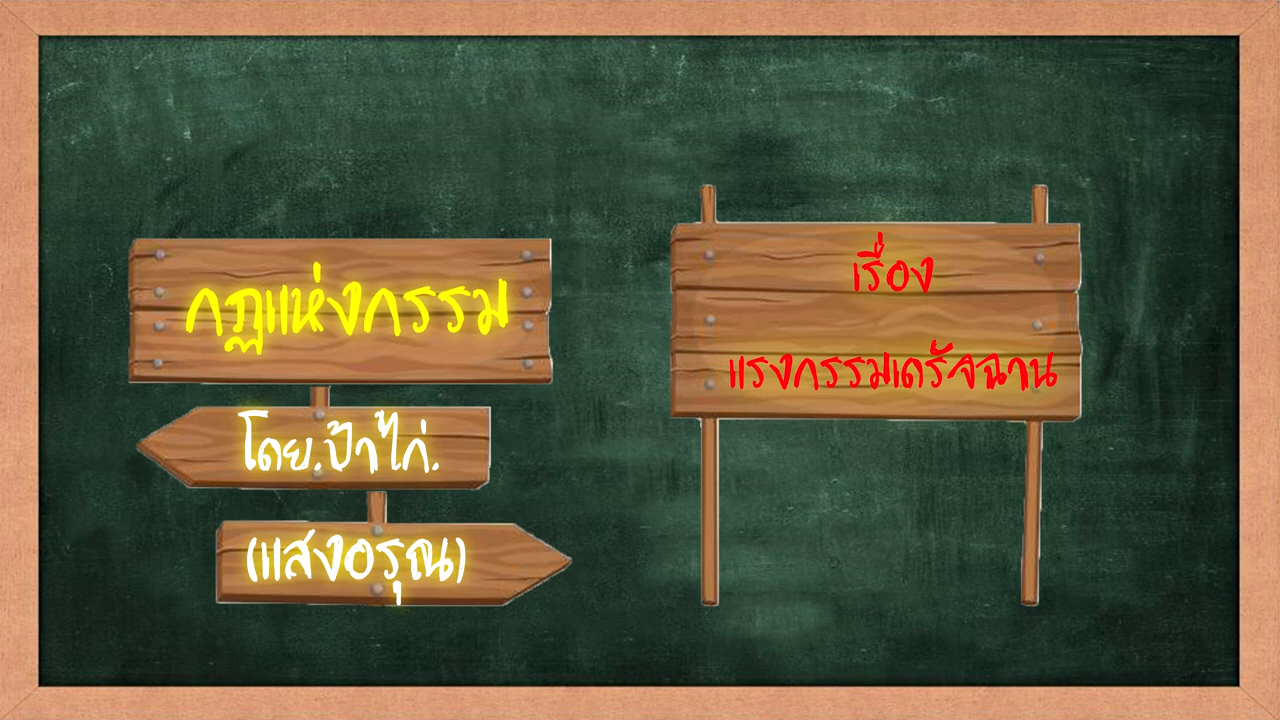 กฏแห่งกรรม
โดย.ป้าไก่.
(แสงอรุณ)
เรื่อง
แรงกรรมเดรัจฉาน